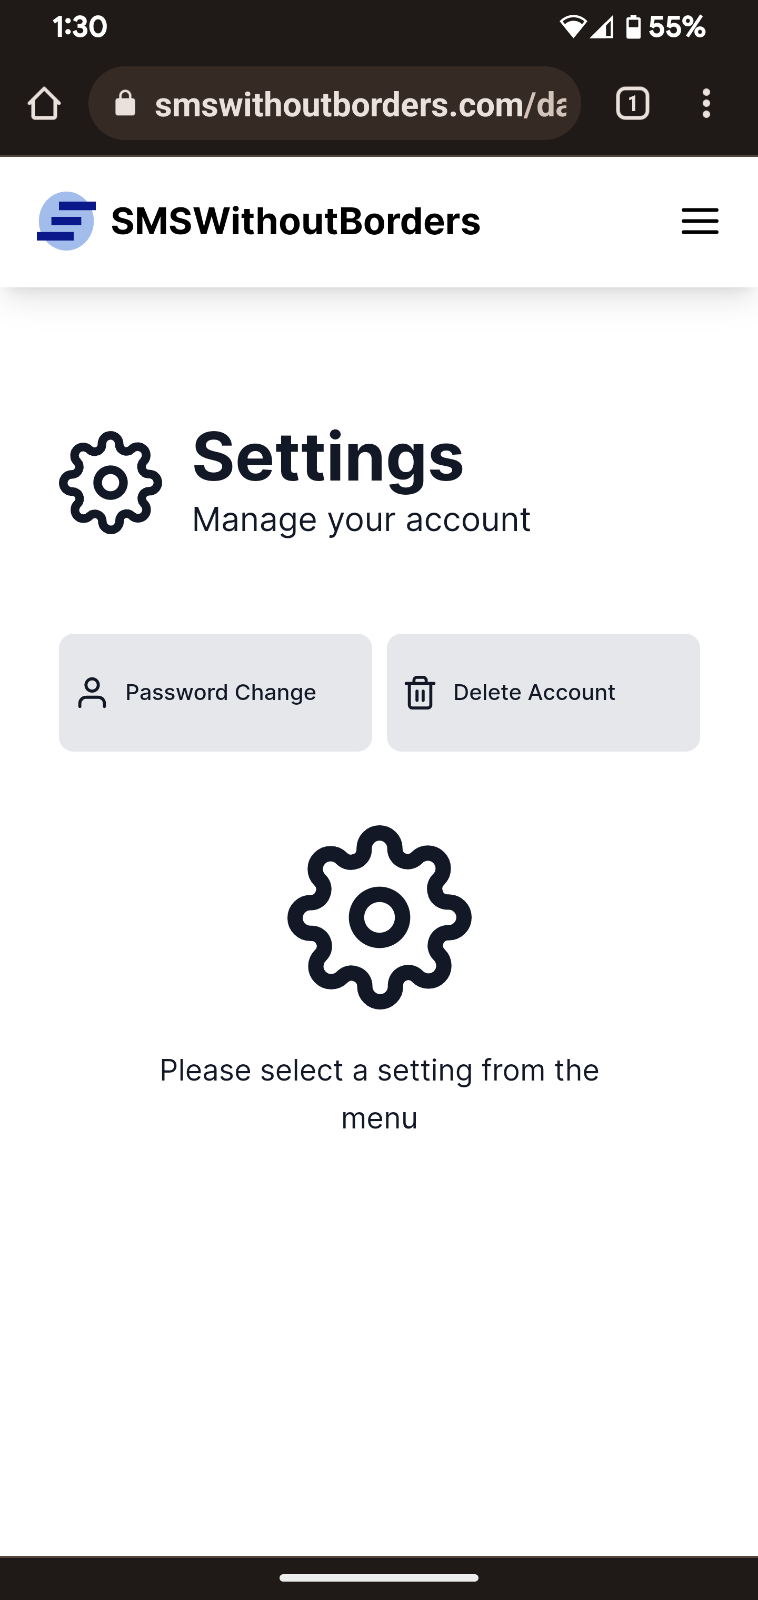 1:30
55%
smswithoutborders.com/da
1
SMSWithoutBorders
Settings
Manage your account
Password Change
Delete Account
Please select a setting from the
menu